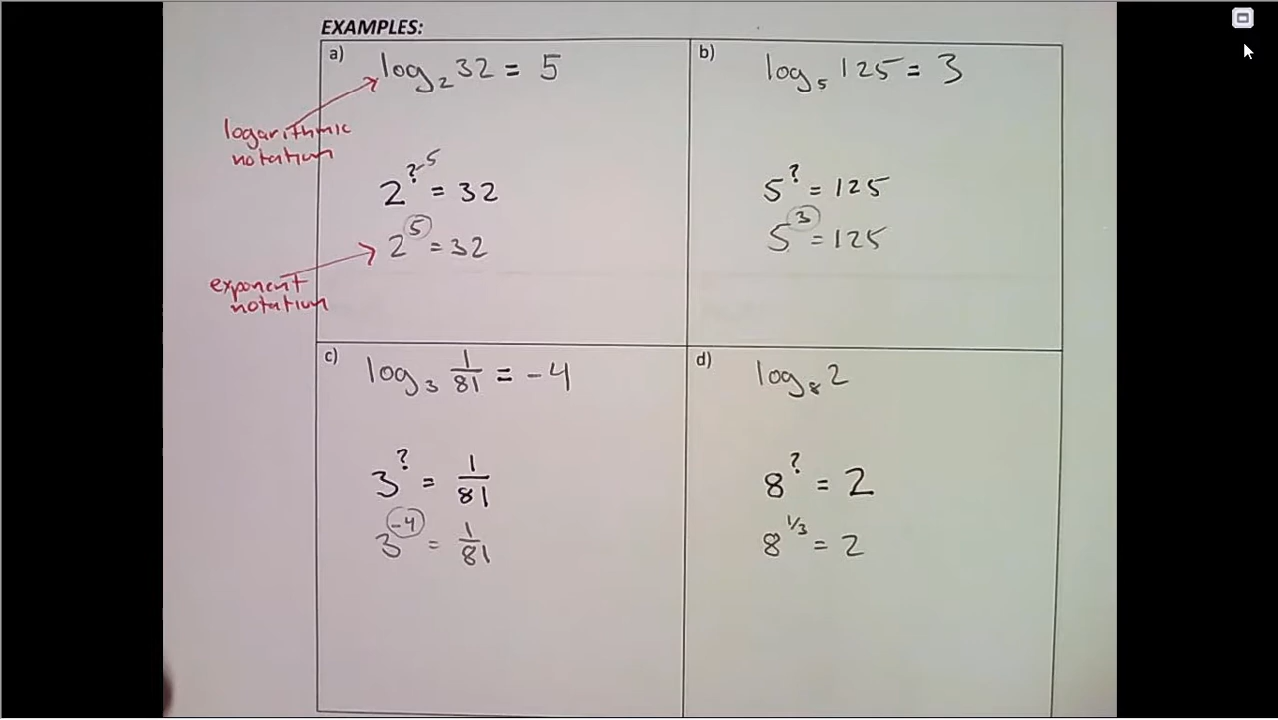 EXAMPLES:
a) log₂ 32 = 5
logarithmic
notation
2^? 5 = 32
2^5 = 32
exponent
notation
b) log₅ 125 = 3
5^? = 125
5^3 = 125
c) log₃ 1/81 = -4
3^? = 1/81
3^-4 = 1/81
d) log₈ 2
8^? = 2
8^1/3 = 2